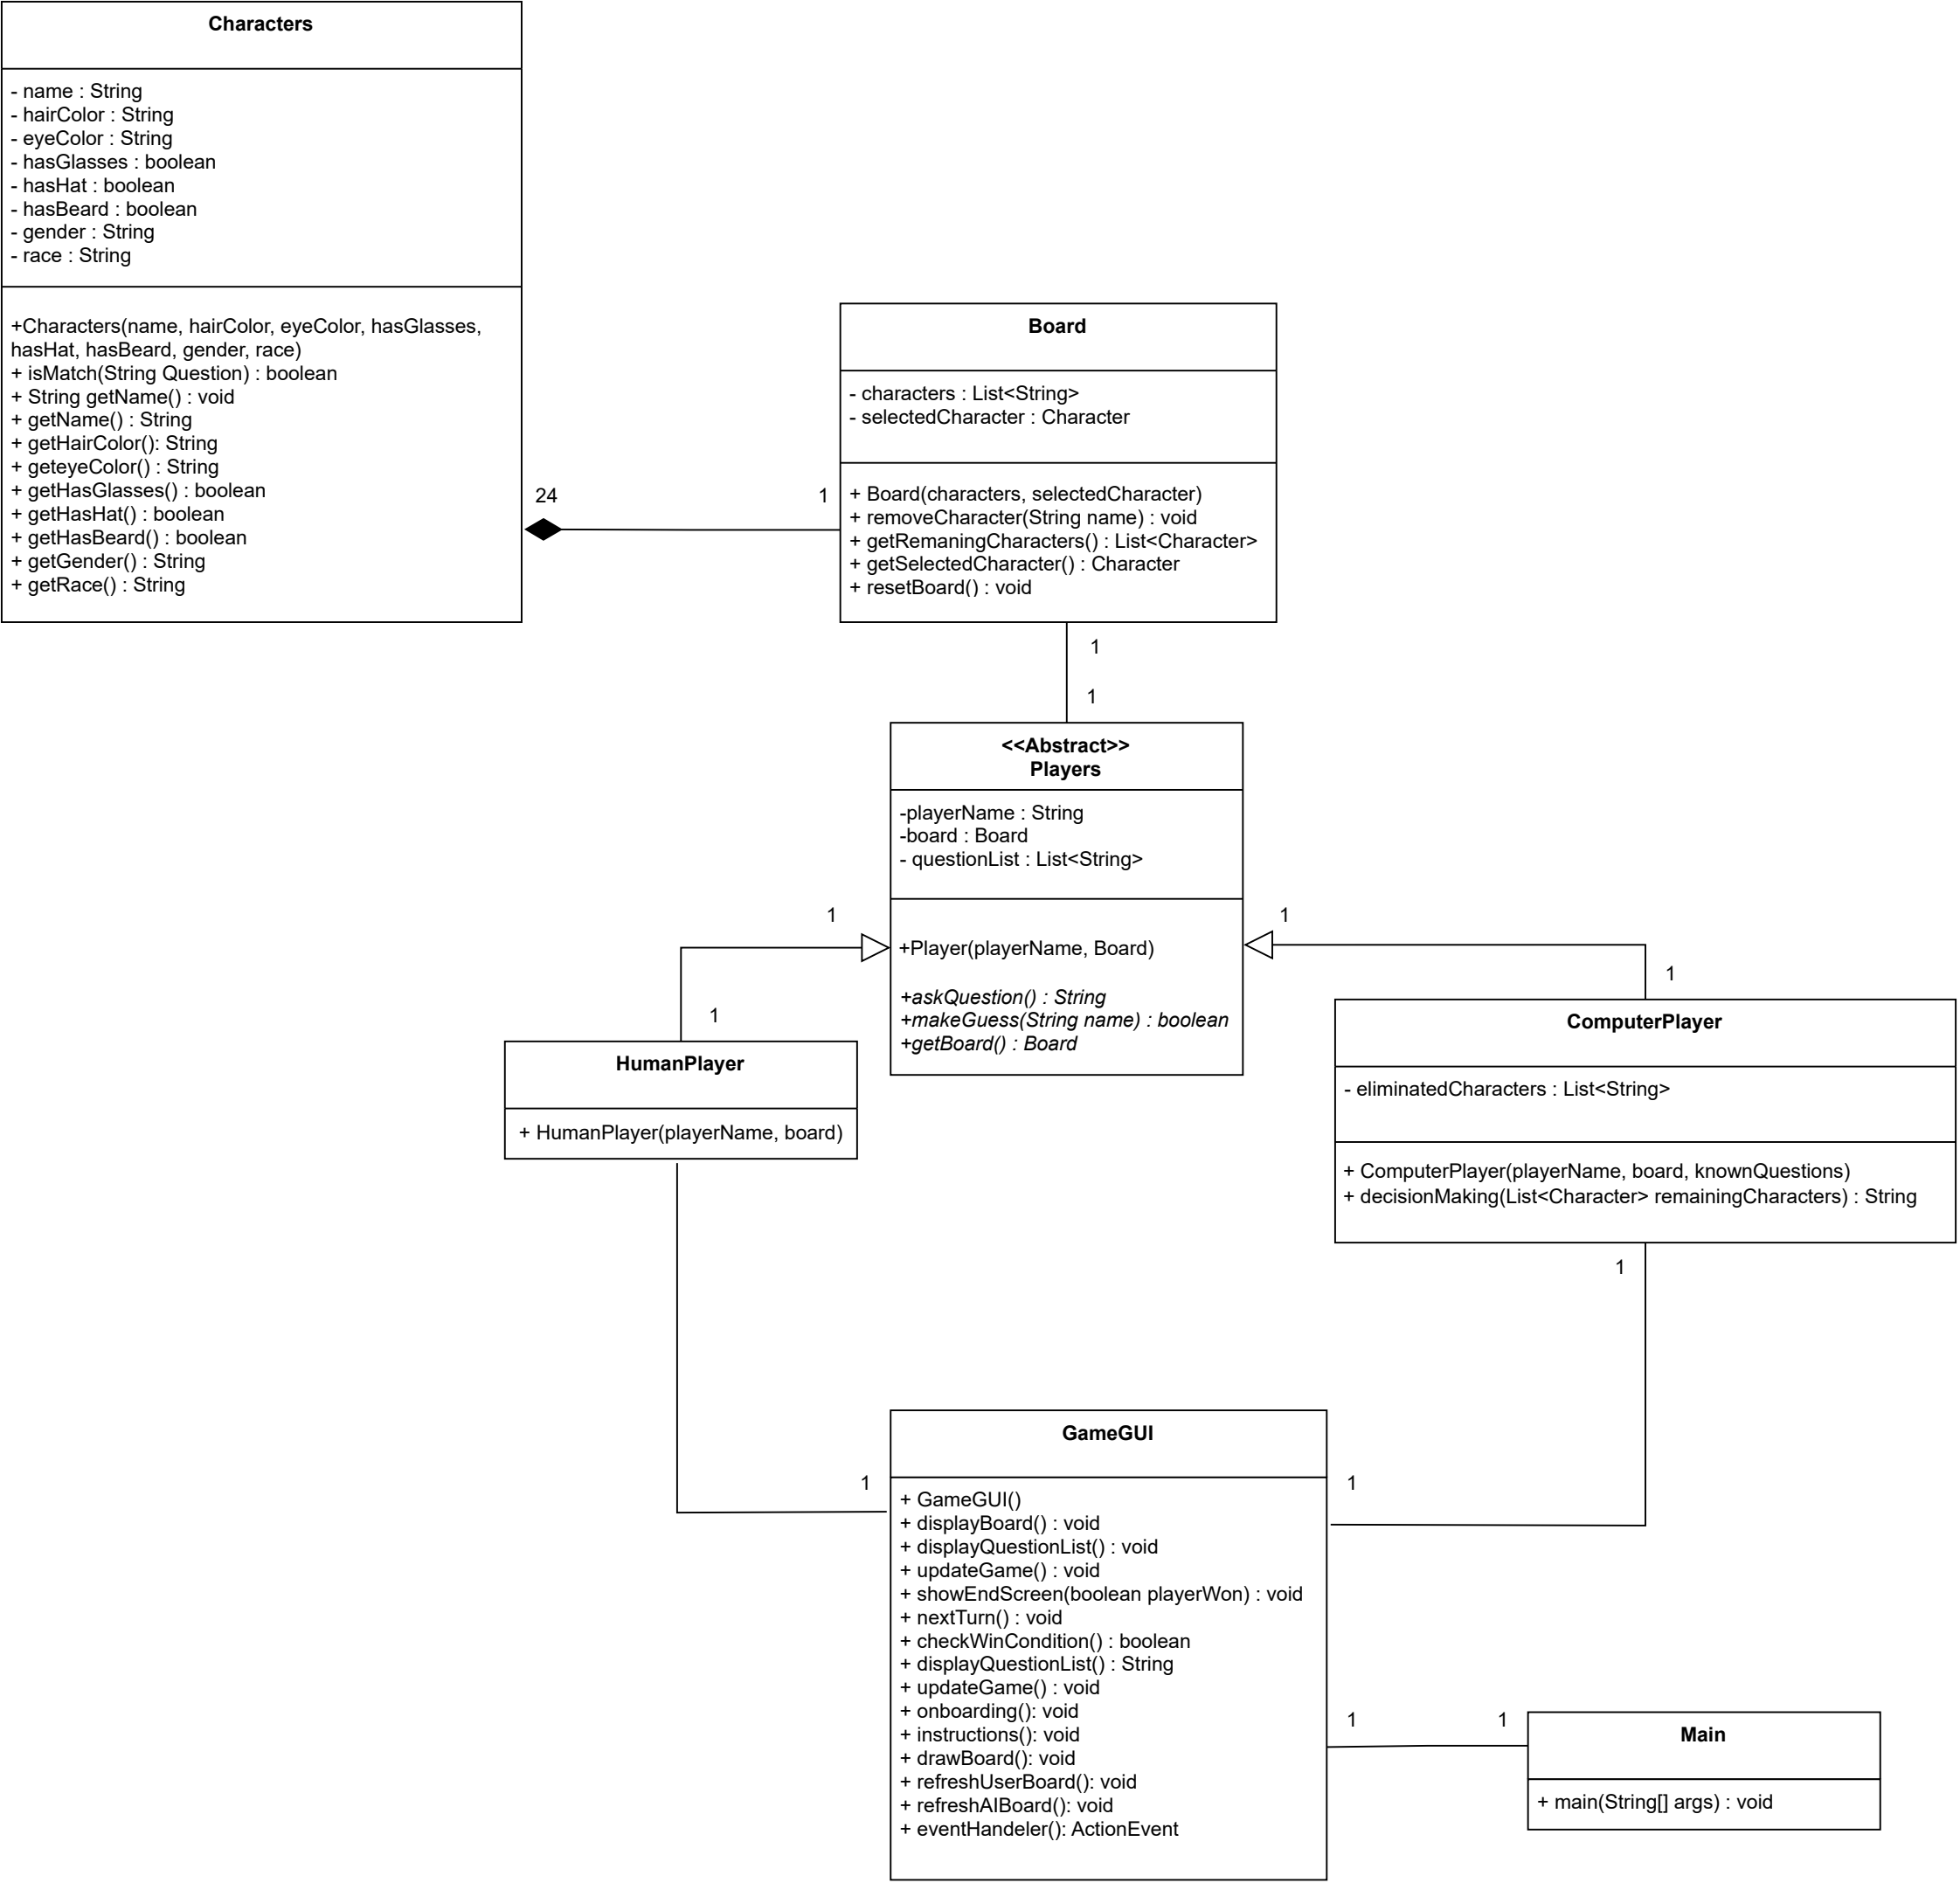 Characters
- name : String
- hairColor : String
- eyeColor : String
- hasGlasses : boolean
- hasHat : boolean
- hasBeard : boolean
- gender : String
- race : String
+Characters(name, hairColor, eyeColor, hasGlasses,
hasHat, hasBeard, gender, race)
+ isMatch(String Question) : boolean
+ String getName() : void
+ getName() : String
+ getHairColor(): String
+ geteyeColor() : String
+ getHasGlasses() : boolean
+ getHasHat() : boolean
+ getHasBeard() : boolean
+ getGender() : String
+ getRace() : String
24
1
Board
- characters : List<String>
- selectedCharacter : Character
+ Board(characters, selectedCharacter)
+ removeCharacter(String name) : void
+ getRemaningCharacters() : List<Character>
+ getSelectedCharacter() : Character
+ resetBoard() : void
1
1
<<Abstract>>
Players
-playerName : String
-board : Board
- questionList : List<String>
+Player(playerName, Board)
+askQuestion() : String
+makeGuess(String name) : boolean
+getBoard() : Board
1
1
HumanPlayer
+ HumanPlayer(playerName, board)
1
1
ComputerPlayer
- eliminatedCharacters : List<String>
+ ComputerPlayer(playerName, board, knownQuestions)
+ decisionMaking(List<Character> remainingCharacters) : String
1
1
1
GameGUI
+ GameGUI()
+ displayBoard() : void
+ displayQuestionList() : void
+ updateGame() : void
+ showEndScreen(boolean playerWon) : void
+ nextTurn() : void
+ checkWinCondition() : boolean
+ displayQuestionList() : String
+ updateGame() : void
+ onboarding(): void
+ instructions(): void
+ drawBoard(): void
+ refreshUserBoard(): void
+ refreshAIBoard(): void
+ eventHandeler(): ActionEvent
1
1
Main
+ main(String[] args) : void